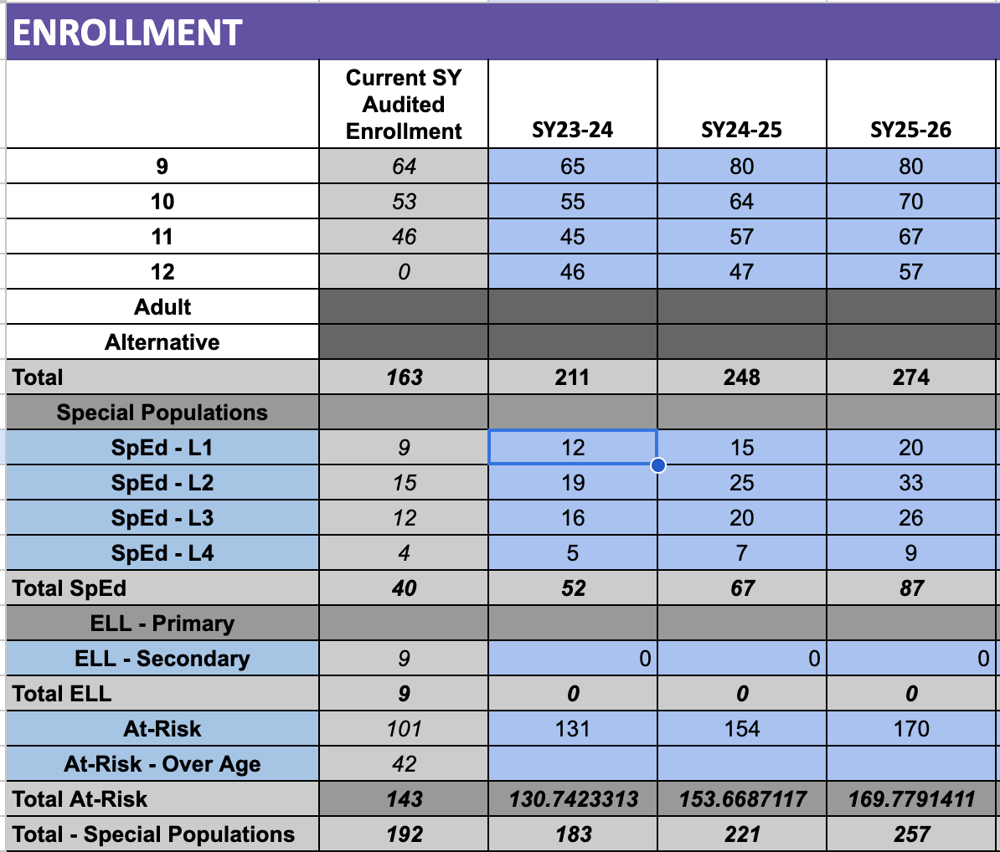 ENROLLMENT
Current SY Audited Enrollment SY23-24 SY24-25 SY25-26
9 64 65 80 80
10 53 55 64 70
11 46 45 57 67
12 0 46 47 57
Adult
Alternative
Total 163 211 248 274
Special Populations
SpEd - L1 9 12 15 20
SpEd - L2 15 19 25 33
SpEd - L3 12 16 20 26
SpEd - L4 4 5 7 9
Total SpEd 40 52 67 87
ELL - Primary
ELL - Secondary 9 0 0 0
Total ELL 9 0 0 0
At-Risk 101 131 154 170
At-Risk - Over Age 42
Total At-Risk 143 130.7423313 153.6687117 169.7791411
Total - Special Populations 192 183 221 257